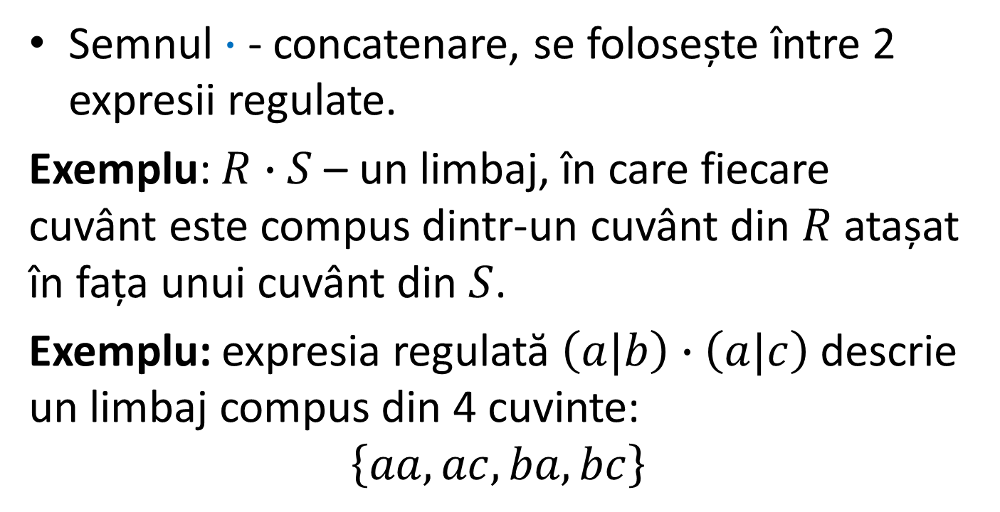 • Semnul · - concatenare, se folosește între 2
expresii regulate.
Exemplu: R · S – un limbaj, în care fiecare
cuvânt este compus dintr-un cuvânt din R atașat
în fața unui cuvânt din S.
Exemplu: expresia regulată (a|b) · (a|c) descrie
un limbaj compus din 4 cuvinte:
{aa, ac, ba, bc}